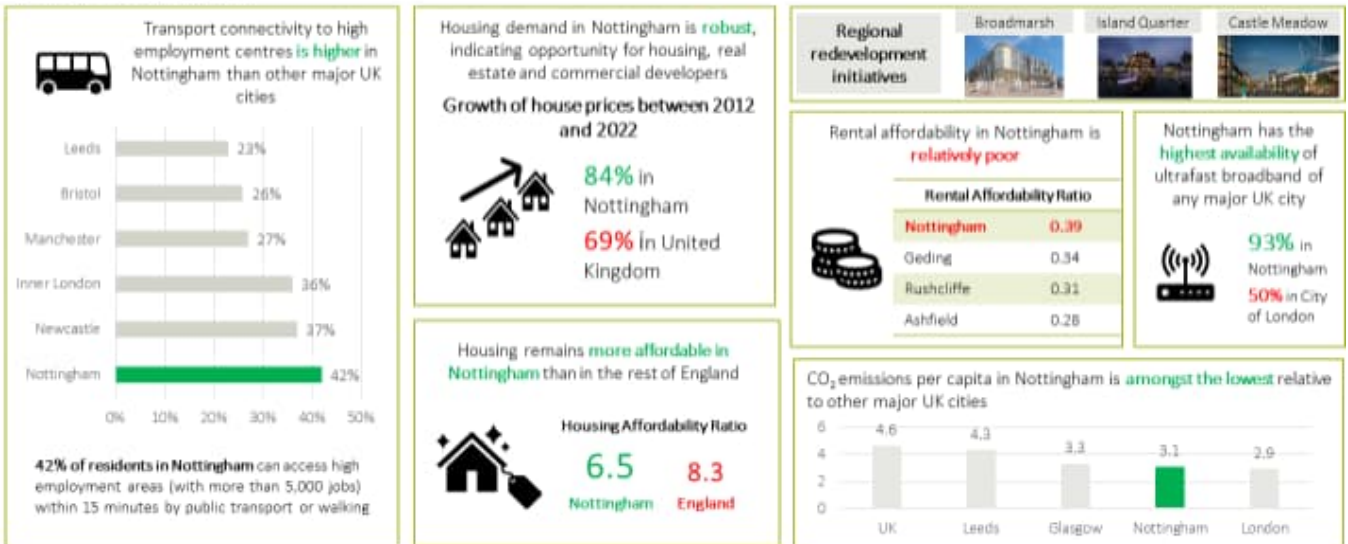 Transport connectivity to high
employment centres is higher in
Nottingham than other major UK
cities
Leeds 23%
Bristol 26%
Manchester 27%
Inner London 36%
Newcastle 37%
Nottingham 42%
0% 10% 20% 30% 40% 50%
42% of residents in Nottingham can access high
employment areas (with more than 5,000 jobs)
within 15 minutes by public transport or walking
Housing demand in Nottingham is robust,
indicating opportunity for housing, real
estate and commercial developers
Growth of house prices between 2012
and 2022
84% in
Nottingham
69% in United
Kingdom
Housing remains more affordable in
Nottingham than in the rest of England
Housing Affordability Ratio
6.5 8.3
Nottingham England
Regional
redevelopment
initiatives
Broadmarsh Island Quarter Castle Meadow
Rental affordability in Nottingham is
relatively poor
Rental Affordability Ratio
Nottingham 0.39
Geding 0.34
Rushcliffe 0.31
Ashfield 0.28
Nottingham has the
highest availability of
ultrafast broadband of
any major UK city
93% in
Nottingham
50% in City
of London
CO₂ emissions per capita in Nottingham is amongst the lowest relative
to other major UK cities
6
4
2
0
4.6 4.3 3.3 3.1 2.9
UK Leeds Glasgow Nottingham London